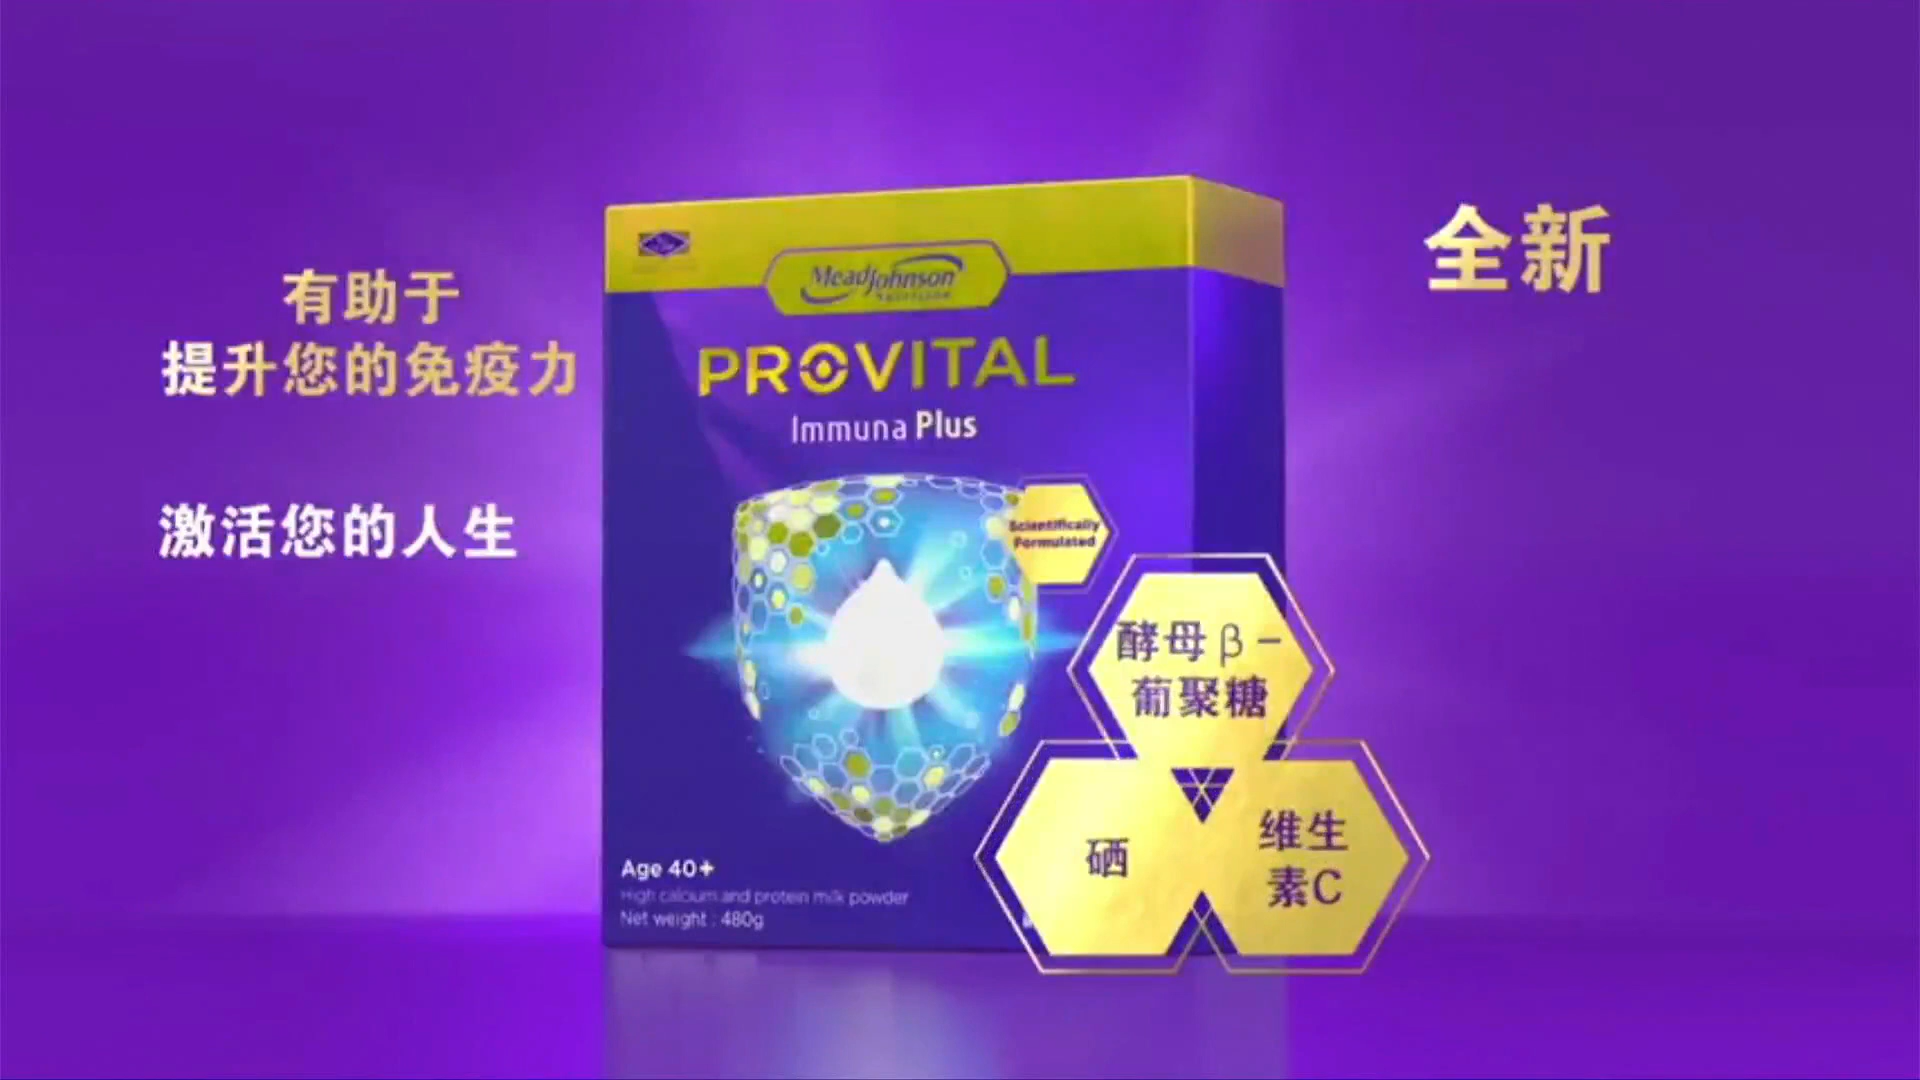 有助于
提升您的免疫力
激活您的人生
全新
MeadJohnson
NUTRITION
PROVITAL
Immuna Plus
Scientifically
Formulated
酵母β-
葡聚糖
硒
维生
素C
Age 40+
High calcium and protein milk powder
Net weight : 480g